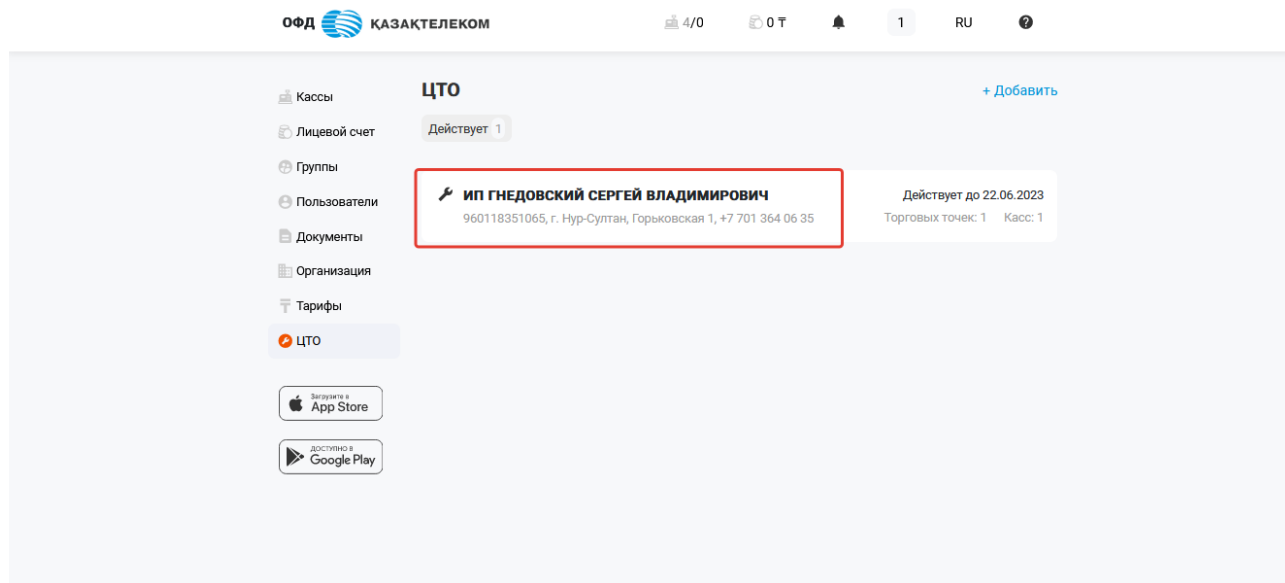 ОФД ҚАЗАҚТЕЛЕКОМ 4/0 0 ₸ 1 RU ?
Кассы
Лицевой счет
Группы
Пользователи
Документы
Организация
Тарифы
ЦТО
Загрузите в
App Store
ДОСТУПНО В
Google Play
ЦТО
+ Добавить
Действует 1
ИП ГНЕДОВСКИЙ СЕРГЕЙ ВЛАДИМИРОВИЧ
960118351065, г. Нур-Султан, Горьковская 1, +7 701 364 06 35
Действует до 22.06.2023
Торговых точек: 1 Касс: 1